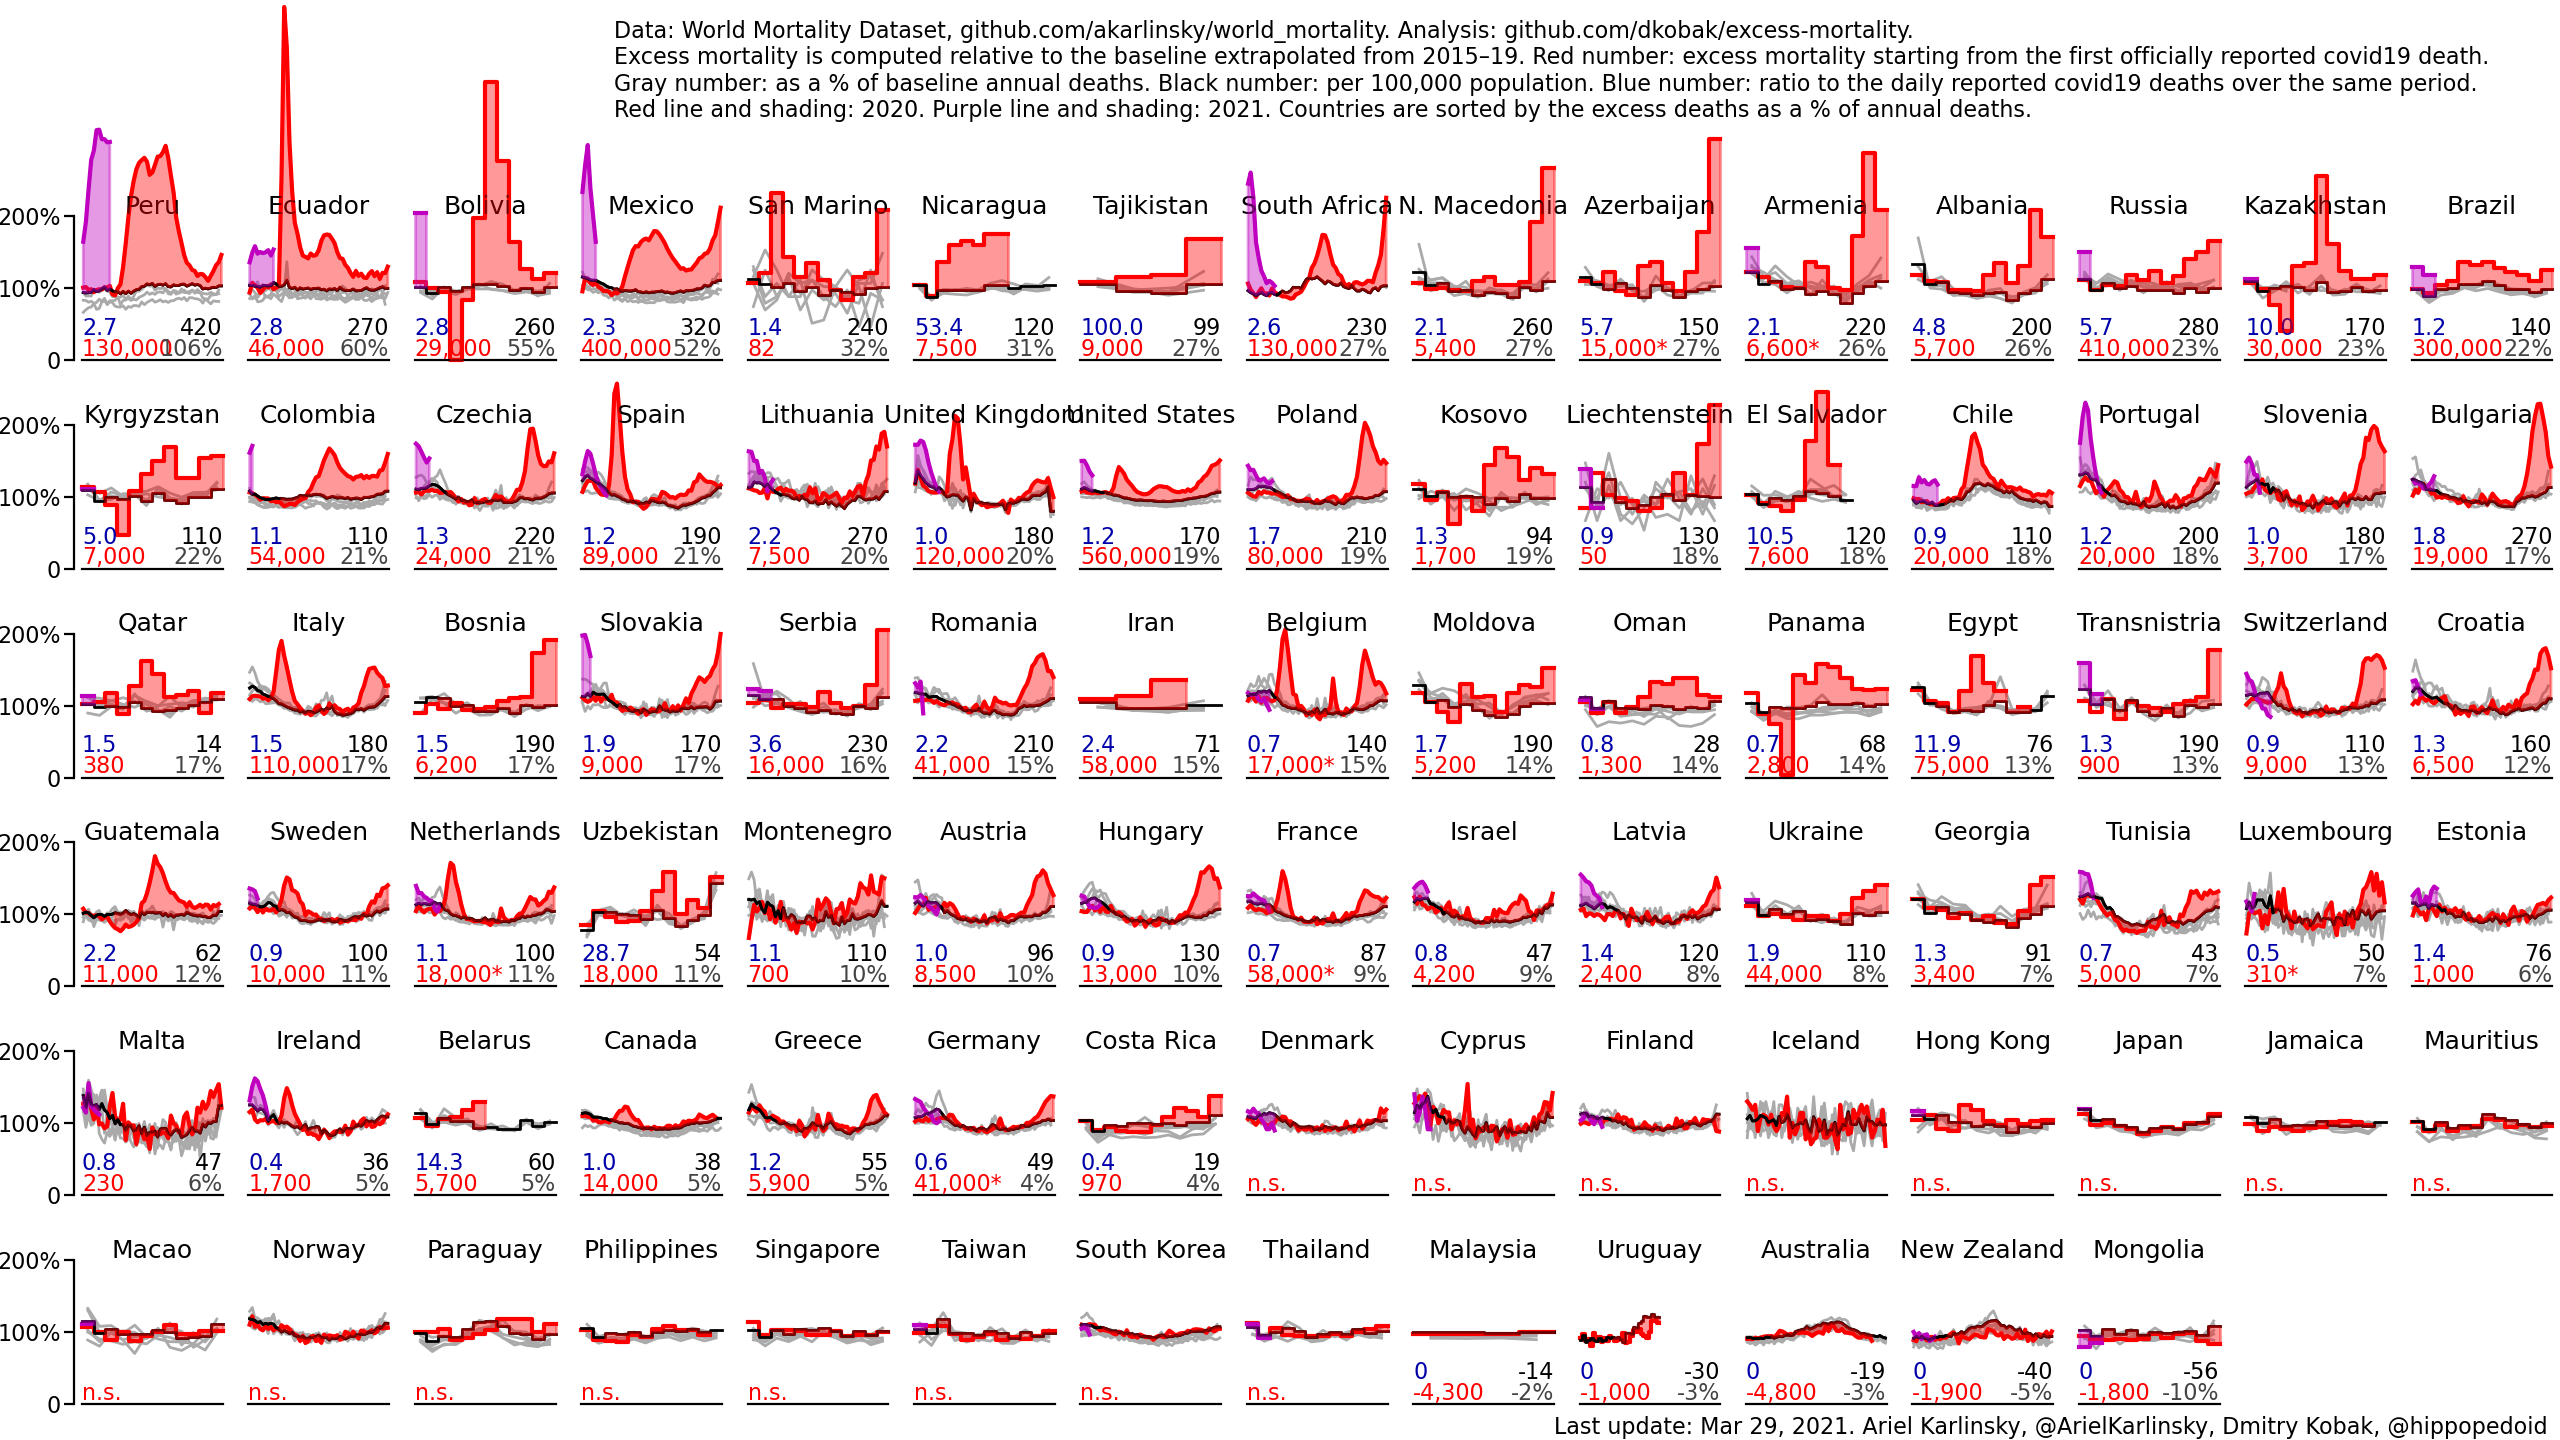 Data: World Mortality Dataset, github.com/akarlinsky/world_mortality. Analysis: github.com/dkobak/excess-mortality.
Excess mortality is computed relative to the baseline extrapolated from 2015–19. Red number: excess mortality starting from the first officially reported covid19 death.
Gray number: as a % of baseline annual deaths. Black number: per 100,000 population. Blue number: ratio to the daily reported covid19 deaths over the same period.
Red line and shading: 2020. Purple line and shading: 2021. Countries are sorted by the excess deaths as a % of annual deaths.
Peru Ecuador Bolivia Mexico San Marino Nicaragua Tajikistan South Africa N. Macedonia Azerbaijan Armenia Albania Russia Kazakhstan Brazil
200%
100%
2.7 420 2.8 270 2.8 260 2.3 320 1.4 240 53.4 120 100.0 99 2.6 230 2.1 260 5.7 150 2.1 220 4.8 200 5.7 280 10.0 170 1.2 140
130,000 106% 46,000 60% 29,000 55% 400,000 52% 82 32% 7,500 31% 9,000 27% 130,000 27% 5,400 27% 15,000* 27% 6,600* 26% 5,700 26% 410,000 23% 30,000 23% 300,000 22%
0
Kyrgyzstan Colombia Czechia Spain Lithuania United Kingdom United States Poland Kosovo Liechtenstein El Salvador Chile Portugal Slovenia Bulgaria
200%
100%
5.0 110 1.1 110 1.3 220 1.2 190 2.2 270 1.0 180 1.2 170 1.7 210 1.3 94 0.9 130 10.5 120 0.9 110 1.2 200 1.0 180 1.8 270
7,000 22% 54,000 21% 24,000 21% 89,000 21% 7,500 20% 120,000 20% 560,000 19% 80,000 19% 1,700 19% 50 18% 7,600 18% 20,000 18% 20,000 18% 3,700 17% 19,000 17%
0
Qatar Italy Bosnia Slovakia Serbia Romania Iran Belgium Moldova Oman Panama Egypt Transnistria Switzerland Croatia
200%
100%
1.5 14 1.5 180 1.5 190 1.9 170 3.6 230 2.2 210 2.4 71 0.7 140 1.7 190 0.8 28 0.7 68 11.9 76 1.3 190 0.9 110 1.3 160
380 17% 110,000 17% 6,200 17% 9,000 17% 16,000 16% 41,000 15% 58,000 15% 17,000* 15% 5,200 14% 1,300 14% 2,800 14% 75,000 13% 900 13% 9,000 13% 6,500 12%
0
Guatemala Sweden Netherlands Uzbekistan Montenegro Austria Hungary France Israel Latvia Ukraine Georgia Tunisia Luxembourg Estonia
200%
100%
2.2 62 0.9 100 1.1 100 28.7 54 1.1 110 1.0 96 0.9 130 0.7 87 0.8 47 1.4 120 1.9 110 1.3 91 0.7 43 0.5 50 1.4 76
11,000 12% 10,000 11% 18,000* 11% 18,000 11% 700 10% 8,500 10% 13,000 10% 58,000* 9% 4,200 9% 2,400 8% 44,000 8% 3,400 7% 5,000 7% 310* 7% 1,000 6%
0
Malta Ireland Belarus Canada Greece Germany Costa Rica Denmark Cyprus Finland Iceland Hong Kong Japan Jamaica Mauritius
200%
100%
0.8 47 0.4 36 14.3 60 1.0 38 1.2 55 0.6 49 0.4 19
230 6% 1,700 5% 5,700 5% 14,000 5% 5,900 5% 41,000* 4% 970 4% n.s. n.s. n.s. n.s. n.s. n.s. n.s. n.s.
0
Macao Norway Paraguay Philippines Singapore Taiwan South Korea Thailand Malaysia Uruguay Australia New Zealand Mongolia
200%
100%
0 -14 0 -30 0 -19 0 -40 0 -56
n.s. n.s. n.s. n.s. n.s. n.s. n.s. n.s. -4,300 -2% -1,000 -3% -4,800 -3% -1,900 -5% -1,800 -10%
0
Last update: Mar 29, 2021. Ariel Karlinsky, @ArielKarlinsky, Dmitry Kobak, @hippopedoid